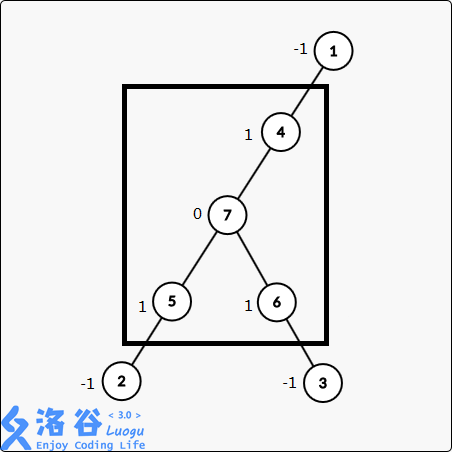 -1 1
1 4
0 7
1 5 1 6
-1 2 -1 3
洛谷 < 3.0 >
Luogu
Enjoy Coding Life